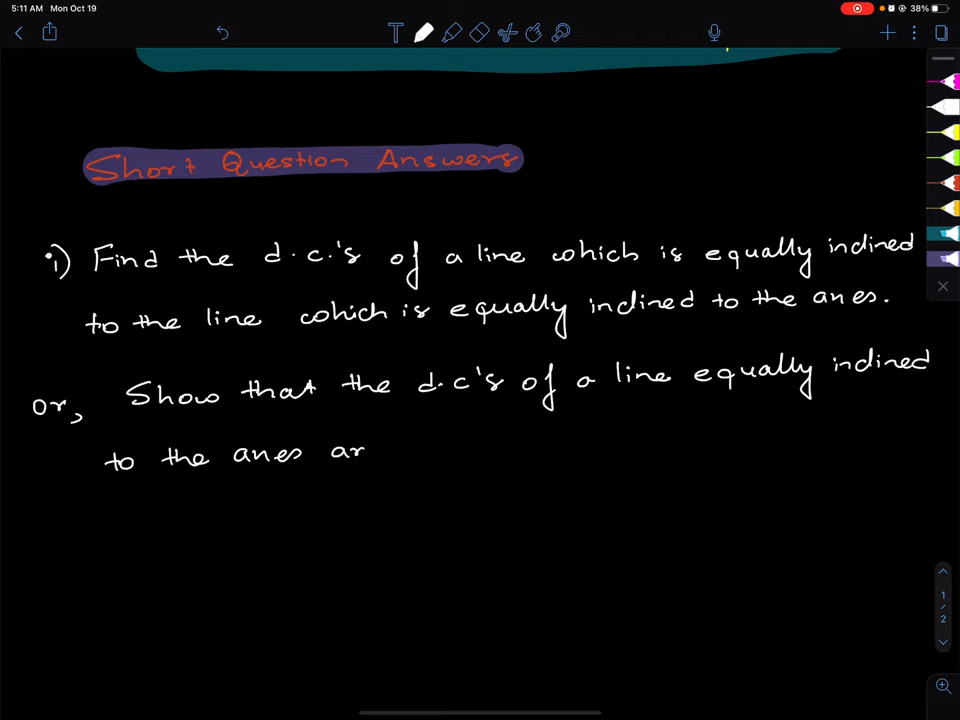 5:11 AM Mon Oct 19
38%
T
Short Question Answers
i) Find the d.c.'s of a line which is equally inclined
to the line which is equally inclined to the axes.
or, Show that the d.c's of a line equally inclined
to the axes ar
1
/
2